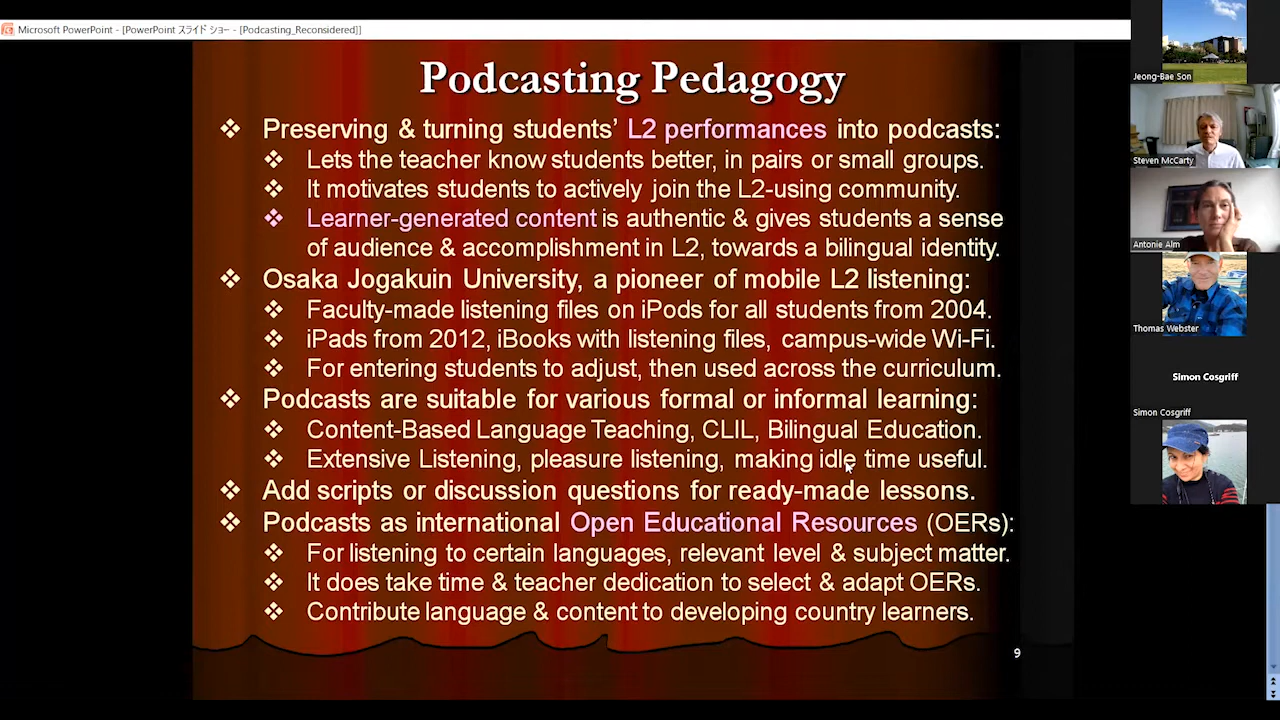 Microsoft PowerPoint - [PowerPoint スライド ショー - [Podcasting_Reconsidered]]
Podcasting Pedagogy
❖ Preserving & turning students' L2 performances into podcasts:
❖ Lets the teacher know students better, in pairs or small groups.
❖ It motivates students to actively join the L2-using community.
❖ Learner-generated content is authentic & gives students a sense
of audience & accomplishment in L2, towards a bilingual identity.
❖ Osaka Jogakuin University, a pioneer of mobile L2 listening:
❖ Faculty-made listening files on iPods for all students from 2004.
❖ iPads from 2012, iBooks with listening files, campus-wide Wi-Fi.
❖ For entering students to adjust, then used across the curriculum.
❖ Podcasts are suitable for various formal or informal learning:
❖ Content-Based Language Teaching, CLIL, Bilingual Education.
❖ Extensive Listening, pleasure listening, making idle time useful.
❖ Add scripts or discussion questions for ready-made lessons.
❖ Podcasts as international Open Educational Resources (OERs):
❖ For listening to certain languages, relevant level & subject matter.
❖ It does take time & teacher dedication to select & adapt OERs.
❖ Contribute language & content to developing country learners.
9
Jeong-Bae Son
Steven McCarty
Antonie Alm
Thomas Webster
Simon Cosgriff
Simon Cosgriff